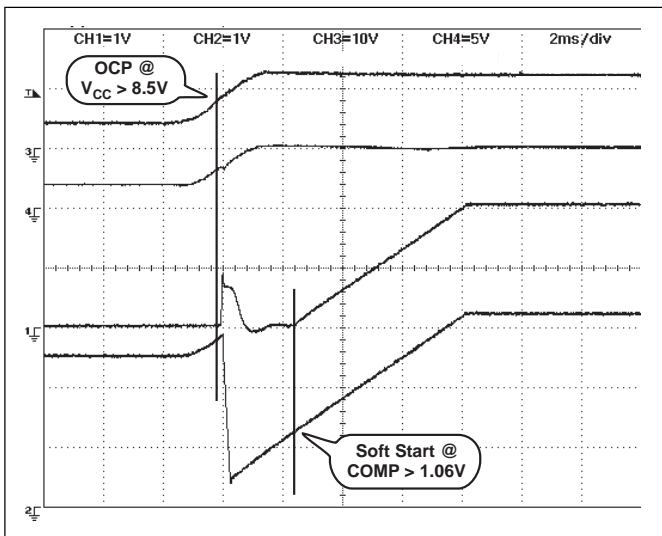 CH1=1V CH2=1V CH3=10V CH4=5V 2ms/div
OCP @
VCC > 8.5V
T
3
4
1
Soft Start @
COMP > 1.06V
2